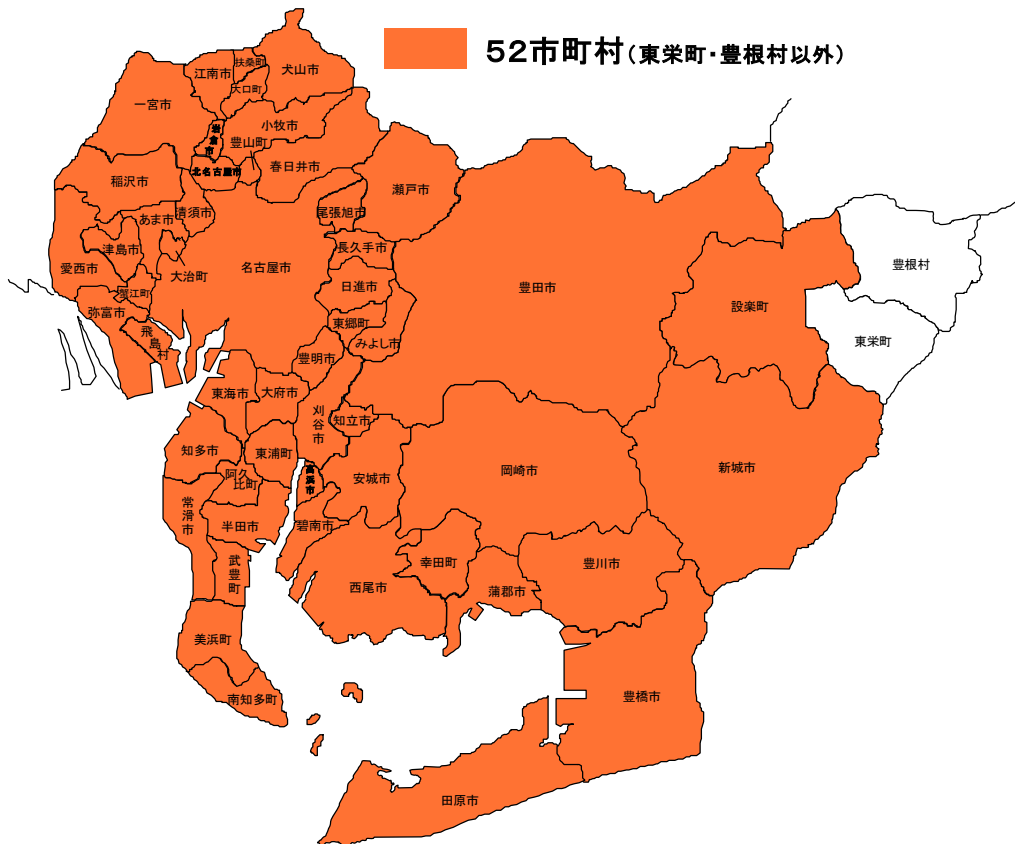 52市町村(東栄町・豊根村以外)
扶桑町
犬山市
江南市
大口町
一宮市
小牧市
岩倉市
豊山町
北名古屋市
春日井市
稲沢市
瀬戸市
清須市
尾張旭市
あま市
津島市
長久手市
愛西市
大治町
名古屋市
豊根村
日進市
豊田市
蟹江町
設楽町
弥富市
東郷町
飛島村
みよし市
東栄町
豊明市
東海市
大府市
刈谷市
知立市
知多市
東浦町
新城市
岡崎市
高浜市
阿久比町
安城市
常滑市
半田市
碧南市
武豊町
幸田町
豊川市
西尾市
蒲郡市
美浜町
豊橋市
南知多町
田原市